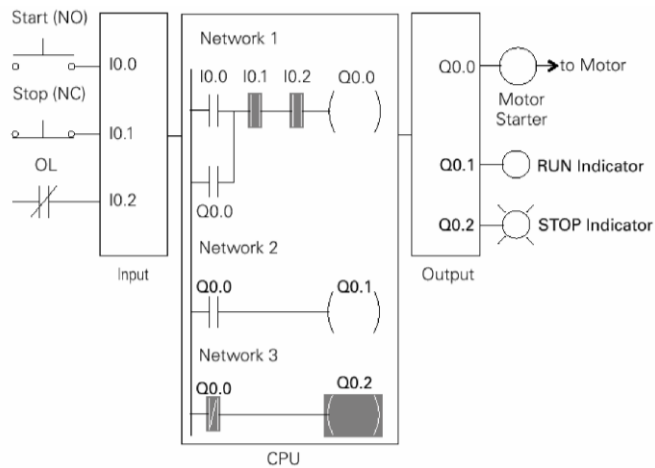 Start (NO)
I0.0
Stop (NC)
I0.1
OL
I0.2
Input
Network 1
I0.0 I0.1 I0.2 Q0.0
Q0.0
Network 2
Q0.0 Q0.1
Network 3
Q0.0 Q0.2
CPU
Q0.0 to Motor
Motor
Starter
Q0.1 RUN Indicator
Q0.2 STOP Indicator
Output